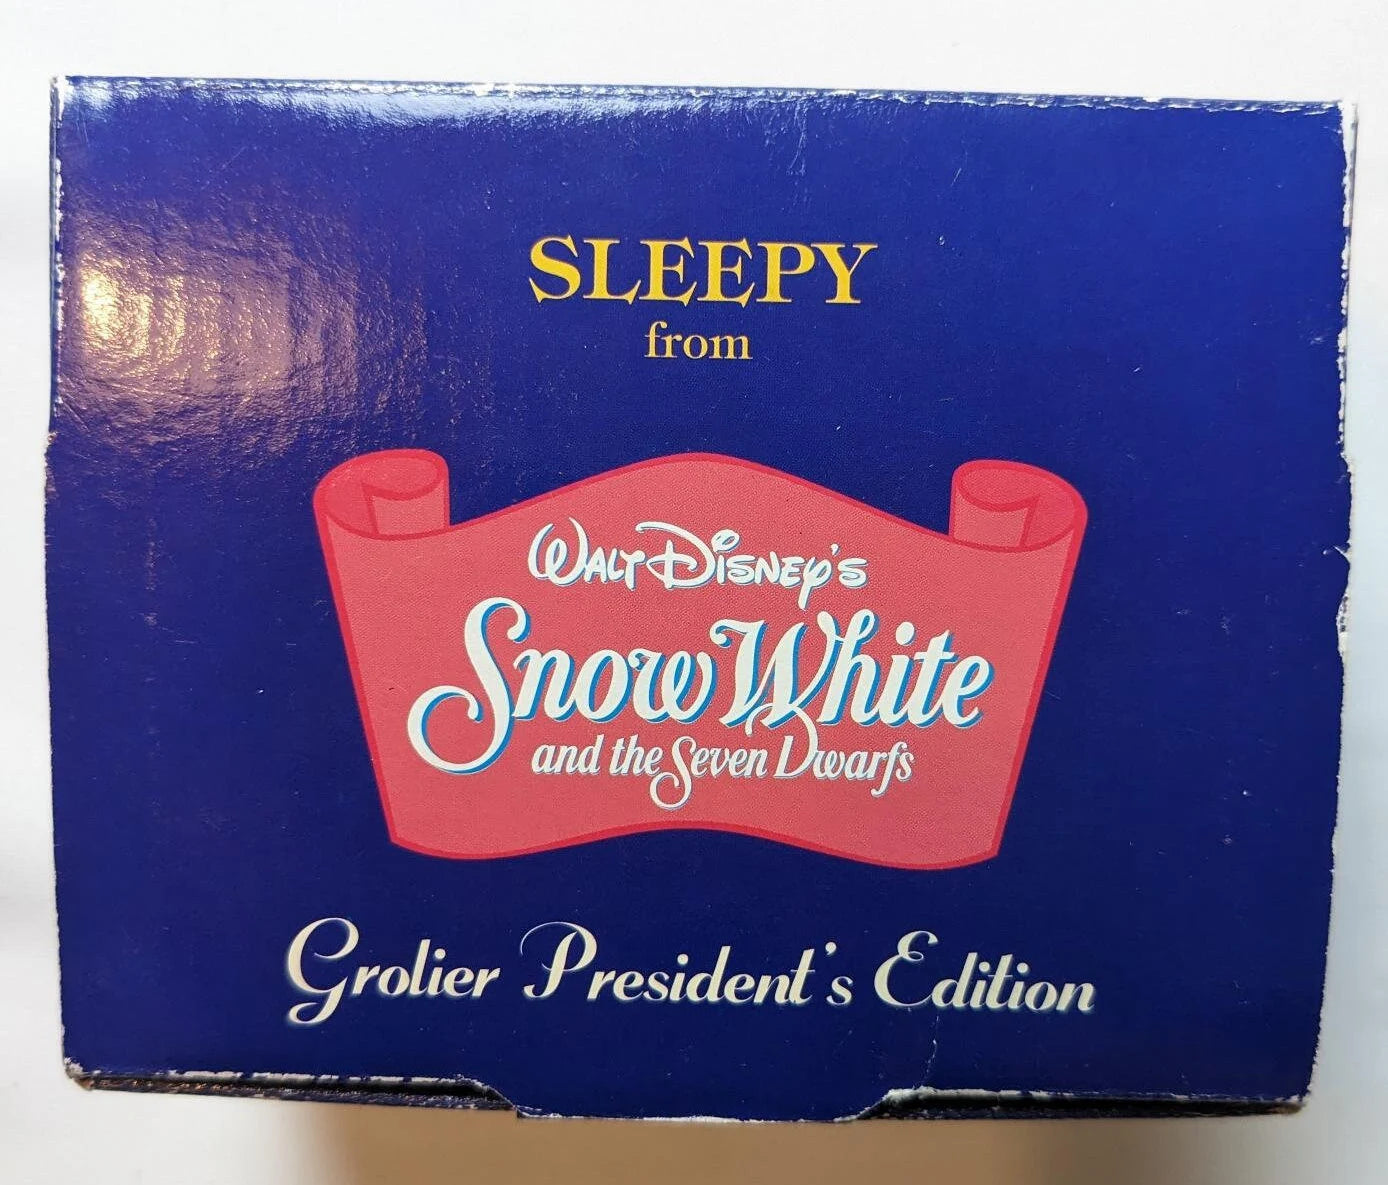 SLEEPY
from
WALT DISNEY'S
Snow White
and the Seven Dwarfs
Grolier President's Edition